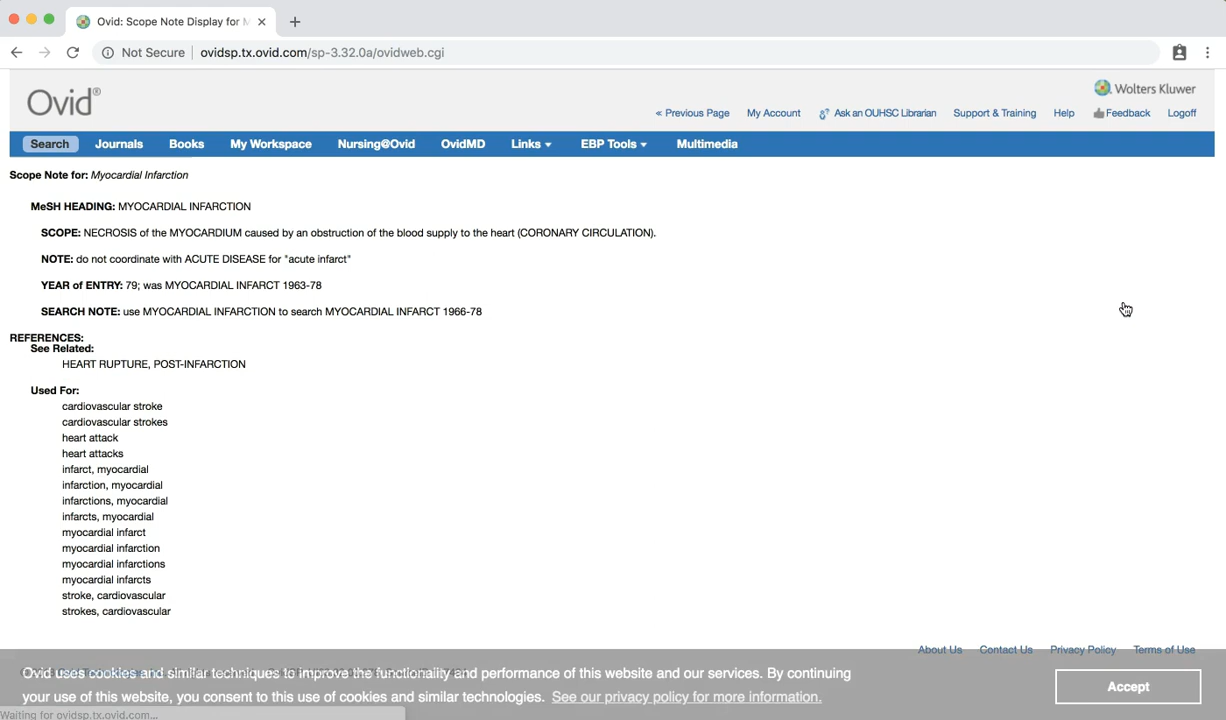 Ovid: Scope Note Display for M
Not Secure ovidsp.tx.ovid.com/sp-3.32.0a/ovidweb.cgi
Ovid®
Wolters Kluwer
« Previous Page My Account Ask an OUHSC Librarian Support & Training Help Feedback Logoff
Search Journals Books My Workspace Nursing@Ovid OvidMD Links EBP Tools Multimedia
Scope Note for: Myocardial Infarction
MeSH HEADING: MYOCARDIAL INFARCTION
SCOPE: NECROSIS of the MYOCARDIUM caused by an obstruction of the blood supply to the heart (CORONARY CIRCULATION).
NOTE: do not coordinate with ACUTE DISEASE for "acute infarct"
YEAR of ENTRY: 79; was MYOCARDIAL INFARCT 1963-78
SEARCH NOTE: use MYOCARDIAL INFARCTION to search MYOCARDIAL INFARCT 1966-78
REFERENCES:
See Related:
HEART RUPTURE, POST-INFARCTION
Used For:
cardiovascular stroke
cardiovascular strokes
heart attack
heart attacks
infarct, myocardial
infarction, myocardial
infarctions, myocardial
infarcts, myocardial
myocardial infarct
myocardial infarction
myocardial infarctions
myocardial infarcts
stroke, cardiovascular
strokes, cardiovascular
About Us Contact Us Privacy Policy Terms of Use
Ovid uses cookies and similar techniques to improve the functionality and performance of this website and our services. By continuing
your use of this website, you consent to this use of cookies and similar technologies. See our privacy policy for more information.
Accept
Waiting for ovidsp.tx.ovid.com...